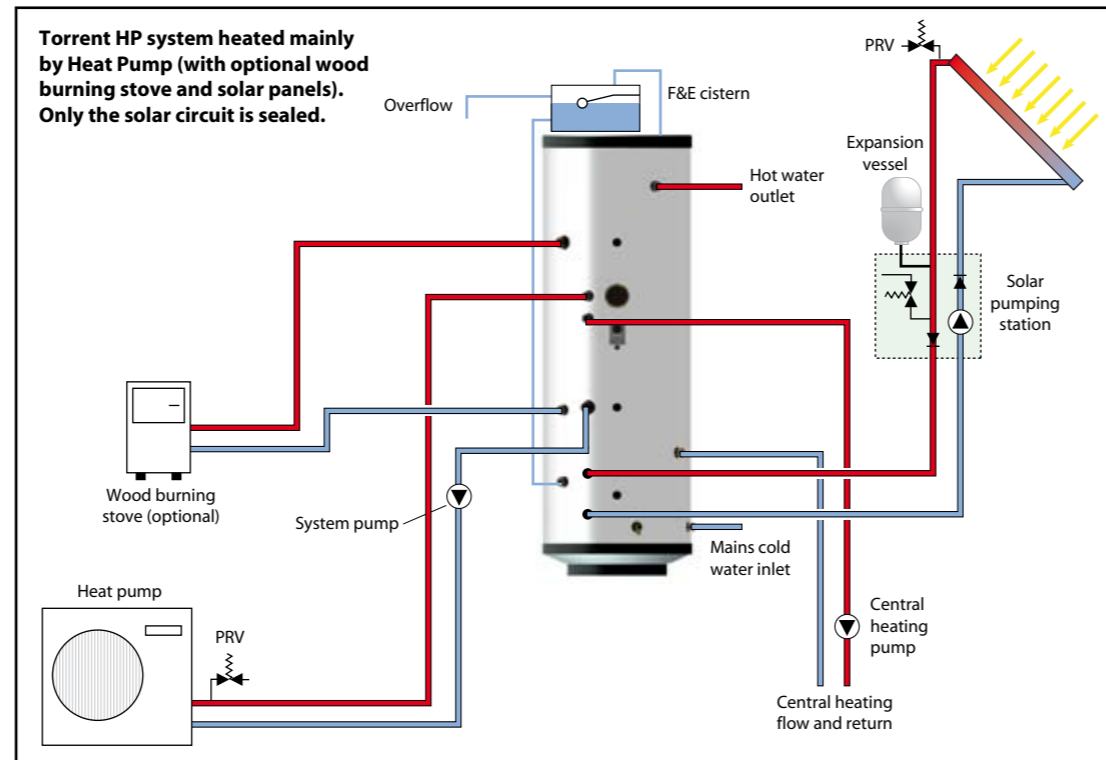 Torrent HP system heated mainly
by Heat Pump (with optional wood
burning stove and solar panels).
Only the solar circuit is sealed.
Overflow
F&E cistern
PRV
Expansion
vessel
Hot water
outlet
Solar
pumping
station
Wood burning
stove (optional)
System pump
Mains cold
water inlet
Heat pump
PRV
Central
heating
pump
Central heating
flow and return